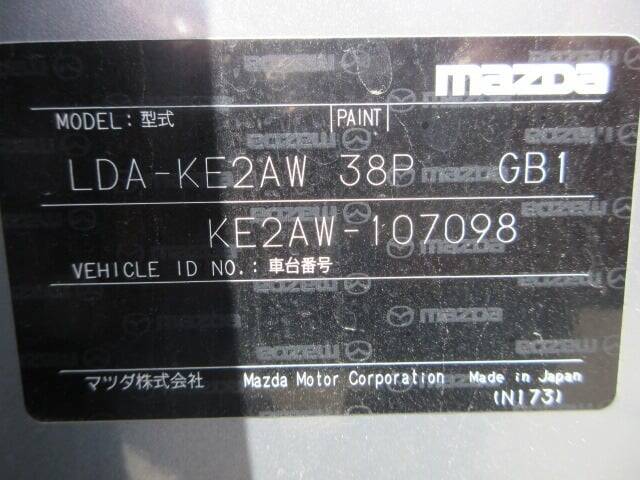 mazda
MODEL: 型式 PAINT
LDA-KE2AW 38P GB1
KE2AW-107098
VEHICLE ID NO.: 車台番号
マツダ株式会社 Mazda Motor Corporation Made in Japan
(N173)